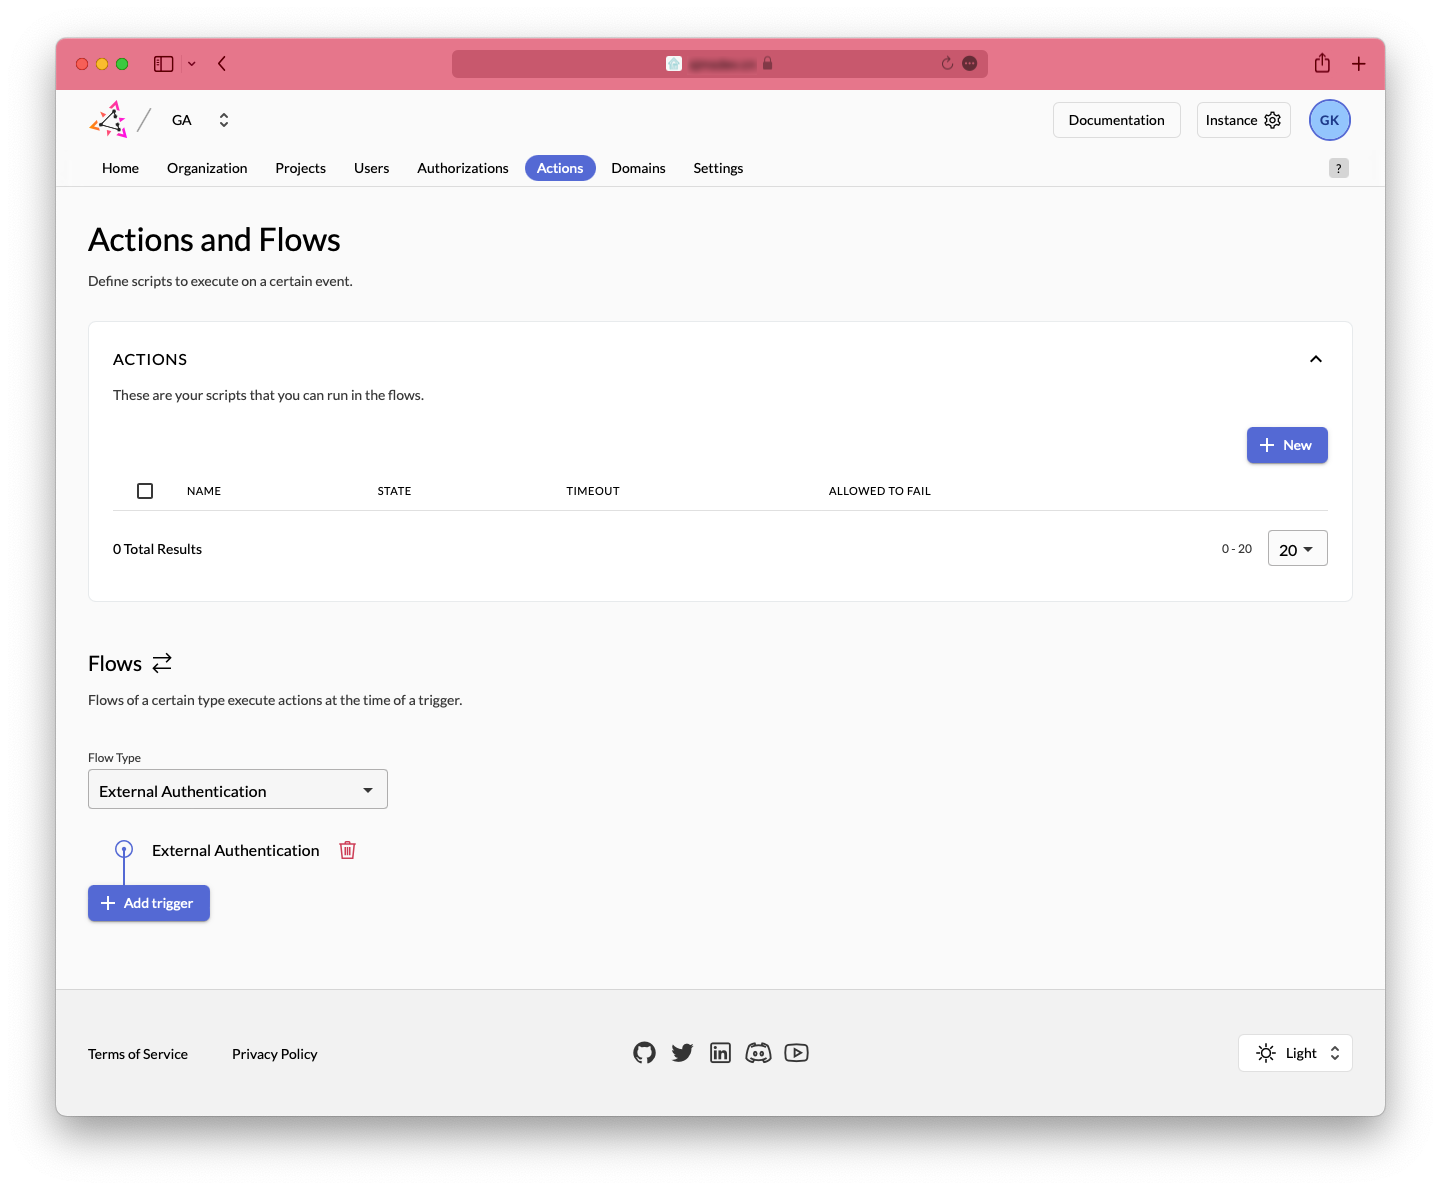 GA
Documentation
Instance
GK
Home Organization Projects Users Authorizations Actions Domains Settings ?
Actions and Flows
Define scripts to execute on a certain event.
ACTIONS
These are your scripts that you can run in the flows.
New
NAME STATE TIMEOUT ALLOWED TO FAIL
0 Total Results 0 - 20 20
Flows
Flows of a certain type execute actions at the time of a trigger.
Flow Type
External Authentication
External Authentication
Add trigger
Terms of Service Privacy Policy Light